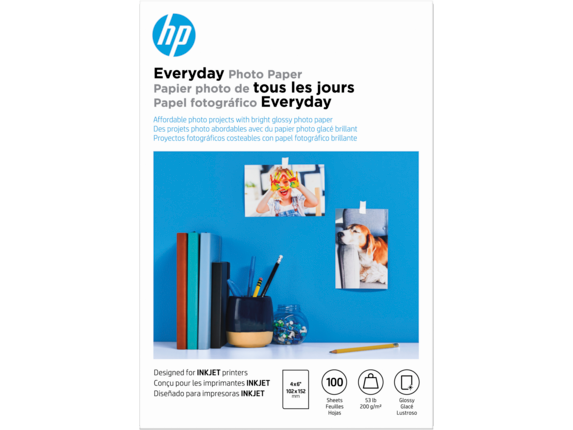 hp
Everyday Photo Paper
Papier photo de tous les jours
Papel fotográfico Everyday
Affordable photo projects with bright glossy photo paper
Des projets photo abordables avec du papier photo glacé brillant
Proyectos fotográficos costeables con papel fotográfico brillante
Designed for INKJET printers
Conçu pour les imprimantes INKJET
Diseñado para impresoras INKJET
4 x 6"
102 x 152
mm
100
Sheets
Feuilles
Hojas
53 lb
200 g/m²
Glossy
Glacé
Lustroso